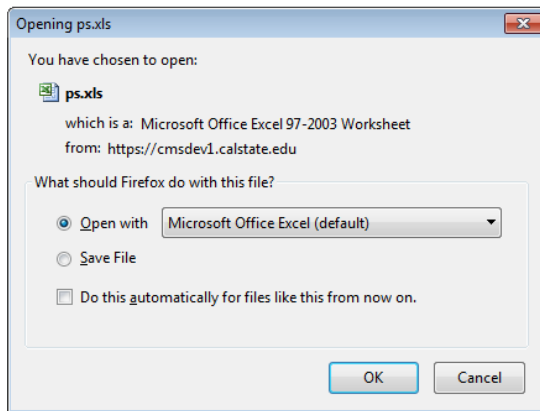 Opening ps.xls
You have chosen to open:
ps.xls
which is a: Microsoft Office Excel 97-2003 Worksheet
from: https://cmsdev1.calstate.edu
What should Firefox do with this file?
Open with Microsoft Office Excel (default)
Save File
Do this automatically for files like this from now on.
OK Cancel